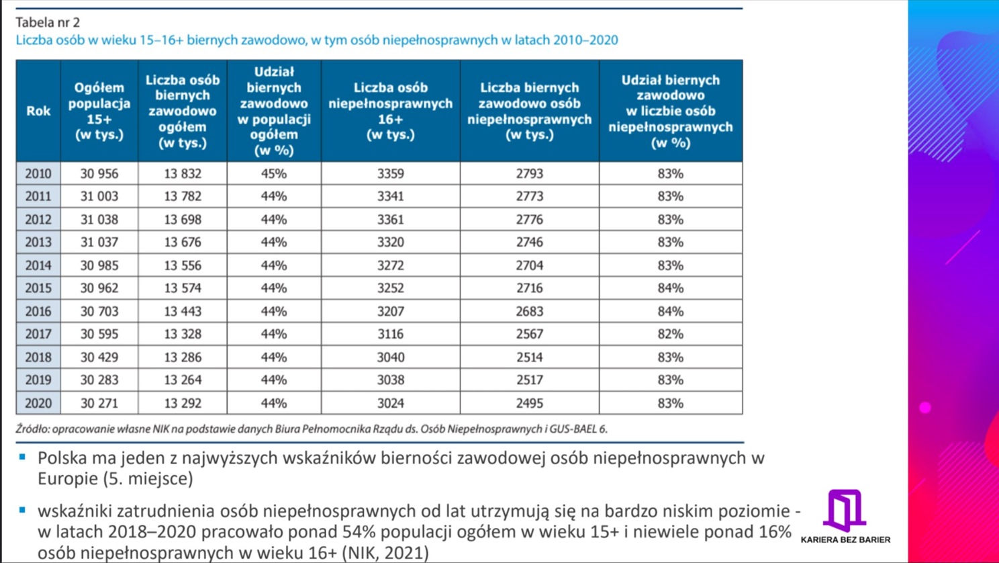 Tabela nr 2
Liczba osób w wieku 15–16+ biernych zawodowo, w tym osób niepełnosprawnych w latach 2010–2020
Rok
Ogółem
populacja
15+
(w tys.)
Liczba osób
biernych
zawodowo
ogółem
(w tys.)
Udział
biernych
zawodowo
w populacji
ogółem
(w %)
Liczba osób
niepełnosprawnych
16+
(w tys.)
Liczba biernych
zawodowo osób
niepełnosprawnych
(w tys.)
Udział biernych
zawodowo
w liczbie osób
niepełnosprawnych
(w %)
2010 30 956 13 832 45% 3359 2793 83%
2011 31 003 13 782 44% 3341 2773 83%
2012 31 038 13 698 44% 3361 2776 83%
2013 31 037 13 676 44% 3320 2746 83%
2014 30 985 13 556 44% 3272 2704 83%
2015 30 962 13 574 44% 3252 2716 84%
2016 30 703 13 443 44% 3207 2683 84%
2017 30 595 13 328 44% 3116 2567 82%
2018 30 429 13 286 44% 3040 2514 83%
2019 30 283 13 264 44% 3038 2517 83%
2020 30 271 13 292 44% 3024 2495 83%
Źródło: opracowanie własne NIK na podstawie danych Biura Pełnomocnika Rządu ds. Osób Niepełnosprawnych i GUS-BAEL 6.
▪ Polska ma jeden z najwyższych wskaźników bierności zawodowej osób niepełnosprawnych w
Europie (5. miejsce)
▪ wskaźniki zatrudnienia osób niepełnosprawnych od lat utrzymują się na bardzo niskim poziomie -
w latach 2018–2020 pracowało ponad 54% populacji ogółem w wieku 15+ i niewiele ponad 16%
osób niepełnosprawnych w wieku 16+ (NIK, 2021)
KARIERA BEZ BARIER